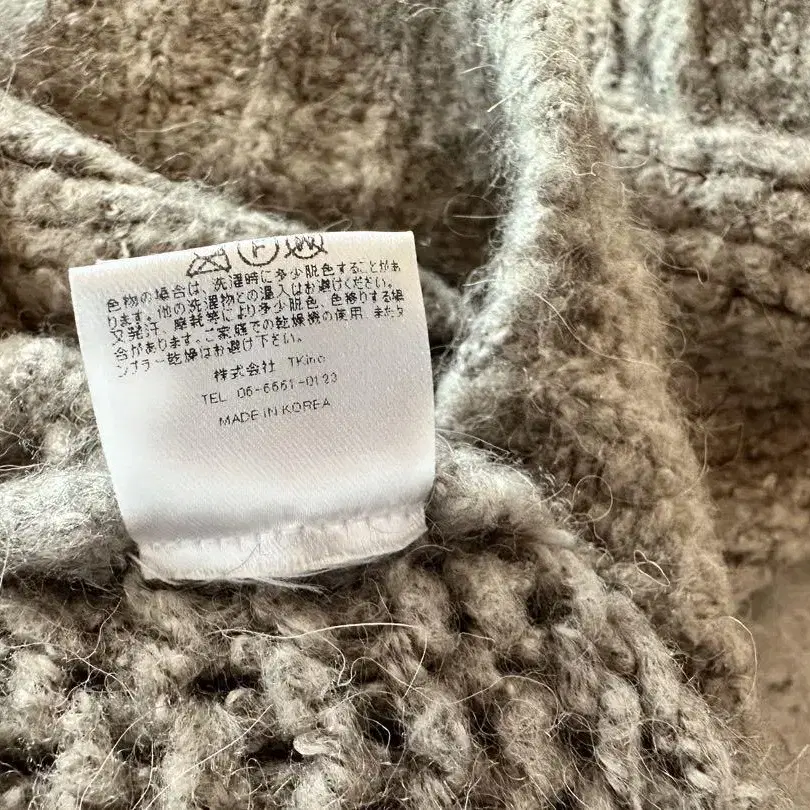 色物の場合は、洗濯時に多少脱色することがあ
ります。他の洗濯物との混入はお避けください。
又発汗、摩耗等により多少脱色、色移りする場
合があります。ご家庭での乾燥機の使用、またタ
ンブラー乾燥はお避け下さい。
株式会社 TKinc
TEL 06-6661-0123
MADE IN KOREA